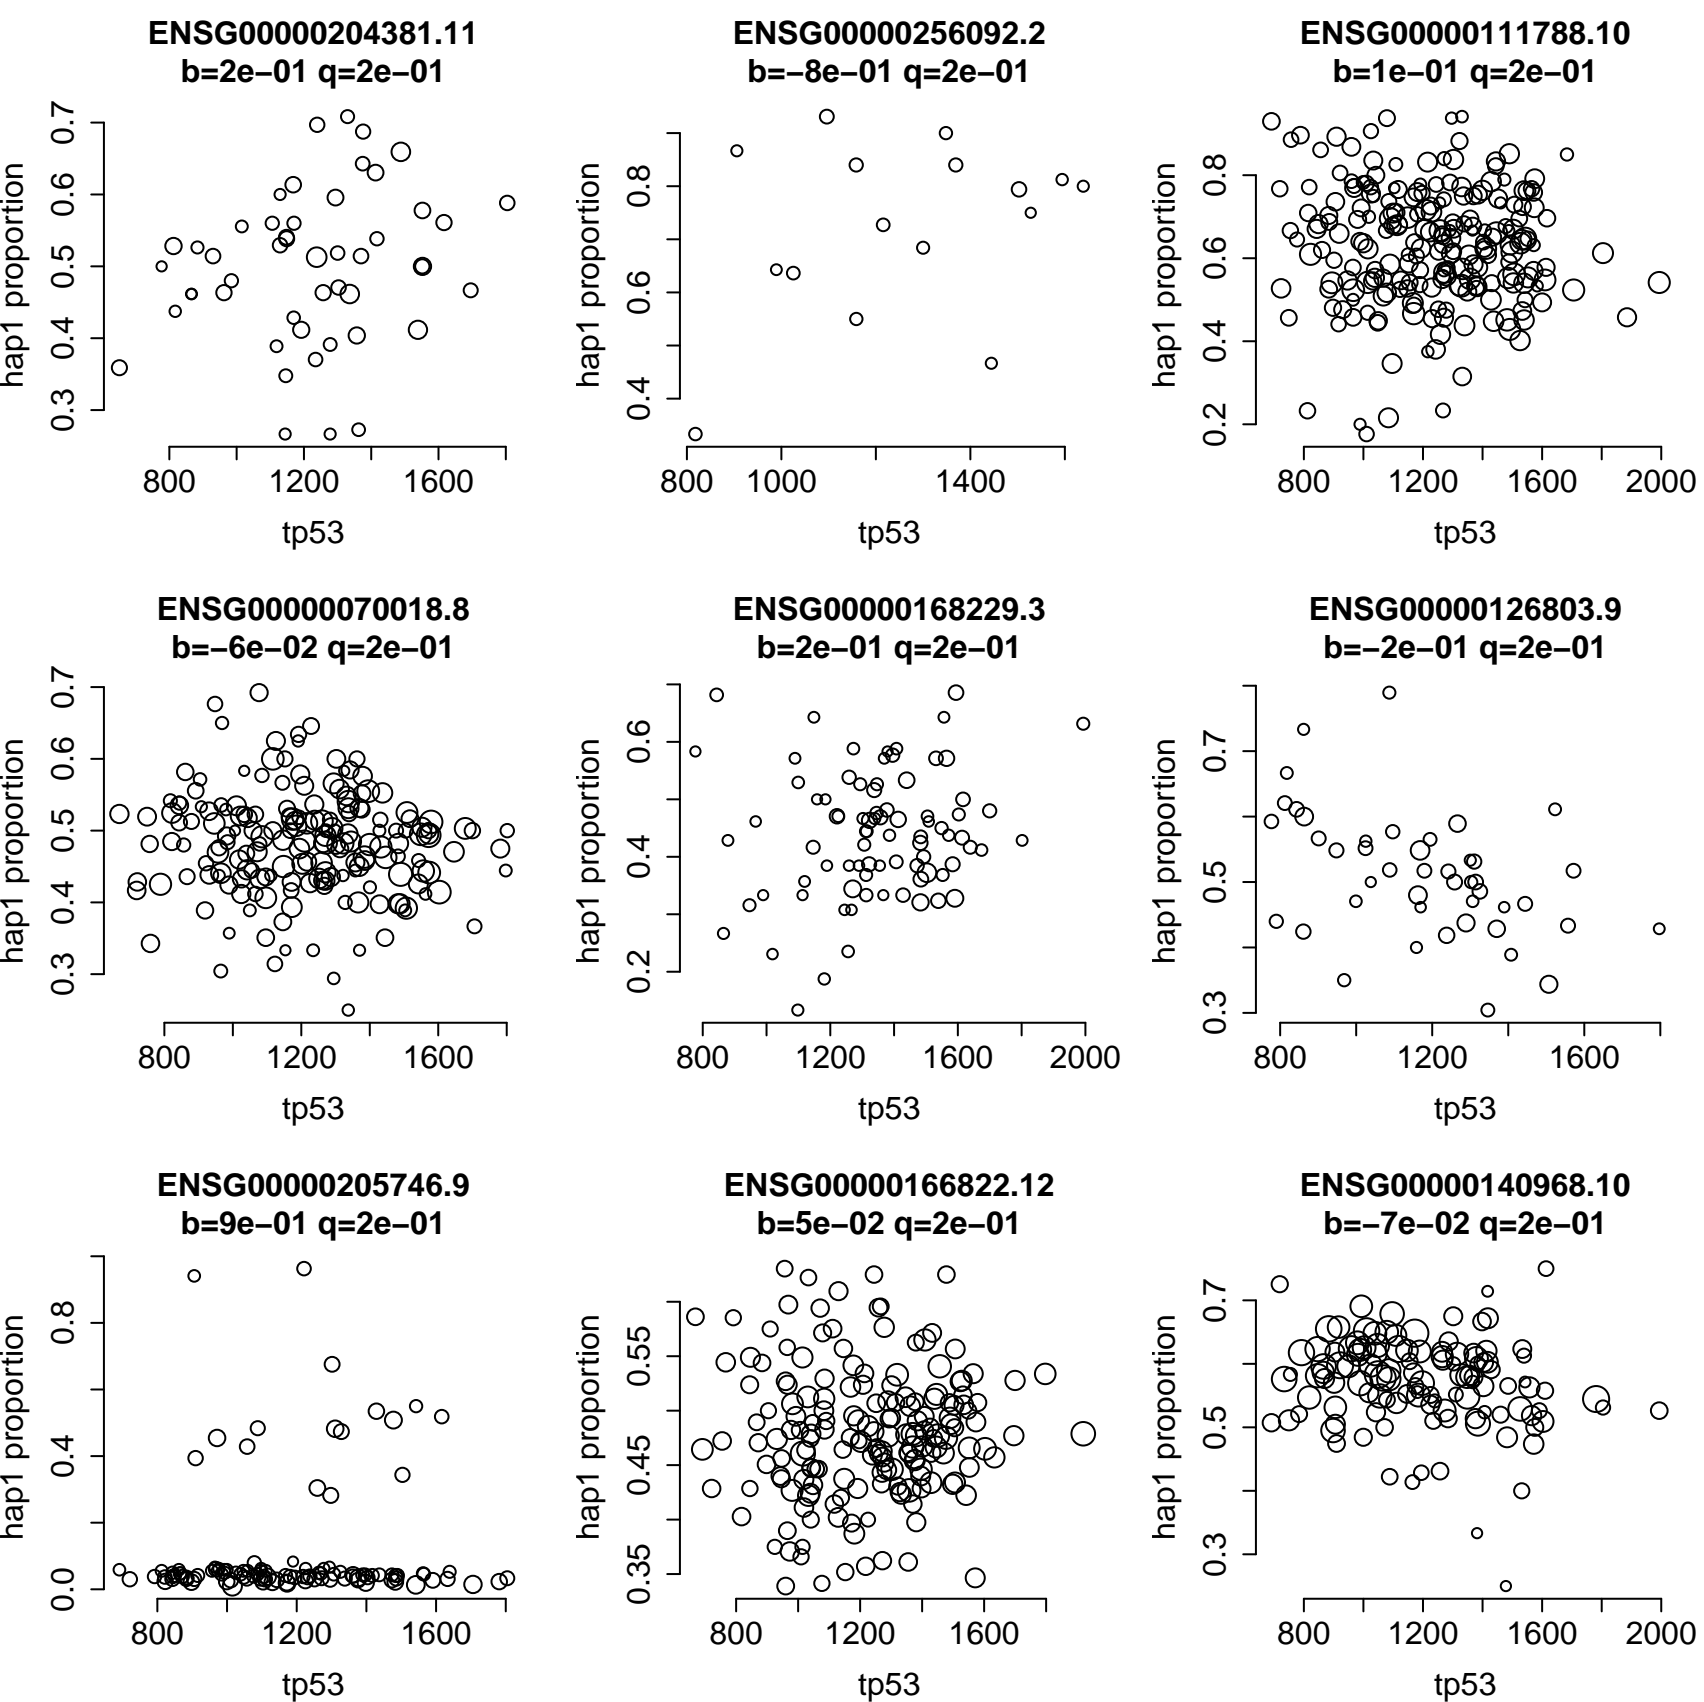 ENSG00000204381.11
b=2e−01 q=2e−01
hap1 proportion
0.3 0.4 0.5 0.6 0.7
800 1200 1600
tp53
ENSG00000256092.2
b=−8e−01 q=2e−01
hap1 proportion
0.4 0.6 0.8
800 1000 1400
tp53
ENSG00000111788.10
b=1e−01 q=2e−01
hap1 proportion
0.2 0.4 0.6 0.8
800 1200 1600 2000
tp53
ENSG00000070018.8
b=−6e−02 q=2e−01
hap1 proportion
0.3 0.4 0.5 0.6 0.7
800 1200 1600
tp53
ENSG00000168229.3
b=2e−01 q=2e−01
hap1 proportion
0.2 0.4 0.6
800 1200 1600 2000
tp53
ENSG00000126803.9
b=−2e−01 q=2e−01
hap1 proportion
0.3 0.5 0.7
800 1200 1600
tp53
ENSG00000205746.9
b=9e−01 q=2e−01
hap1 proportion
0.0 0.4 0.8
800 1200 1600
tp53
ENSG00000166822.12
b=5e−02 q=2e−01
hap1 proportion
0.35 0.45 0.55
800 1200 1600
tp53
ENSG00000140968.10
b=−7e−02 q=2e−01
hap1 proportion
0.3 0.5 0.7
800 1200 1600 2000
tp53